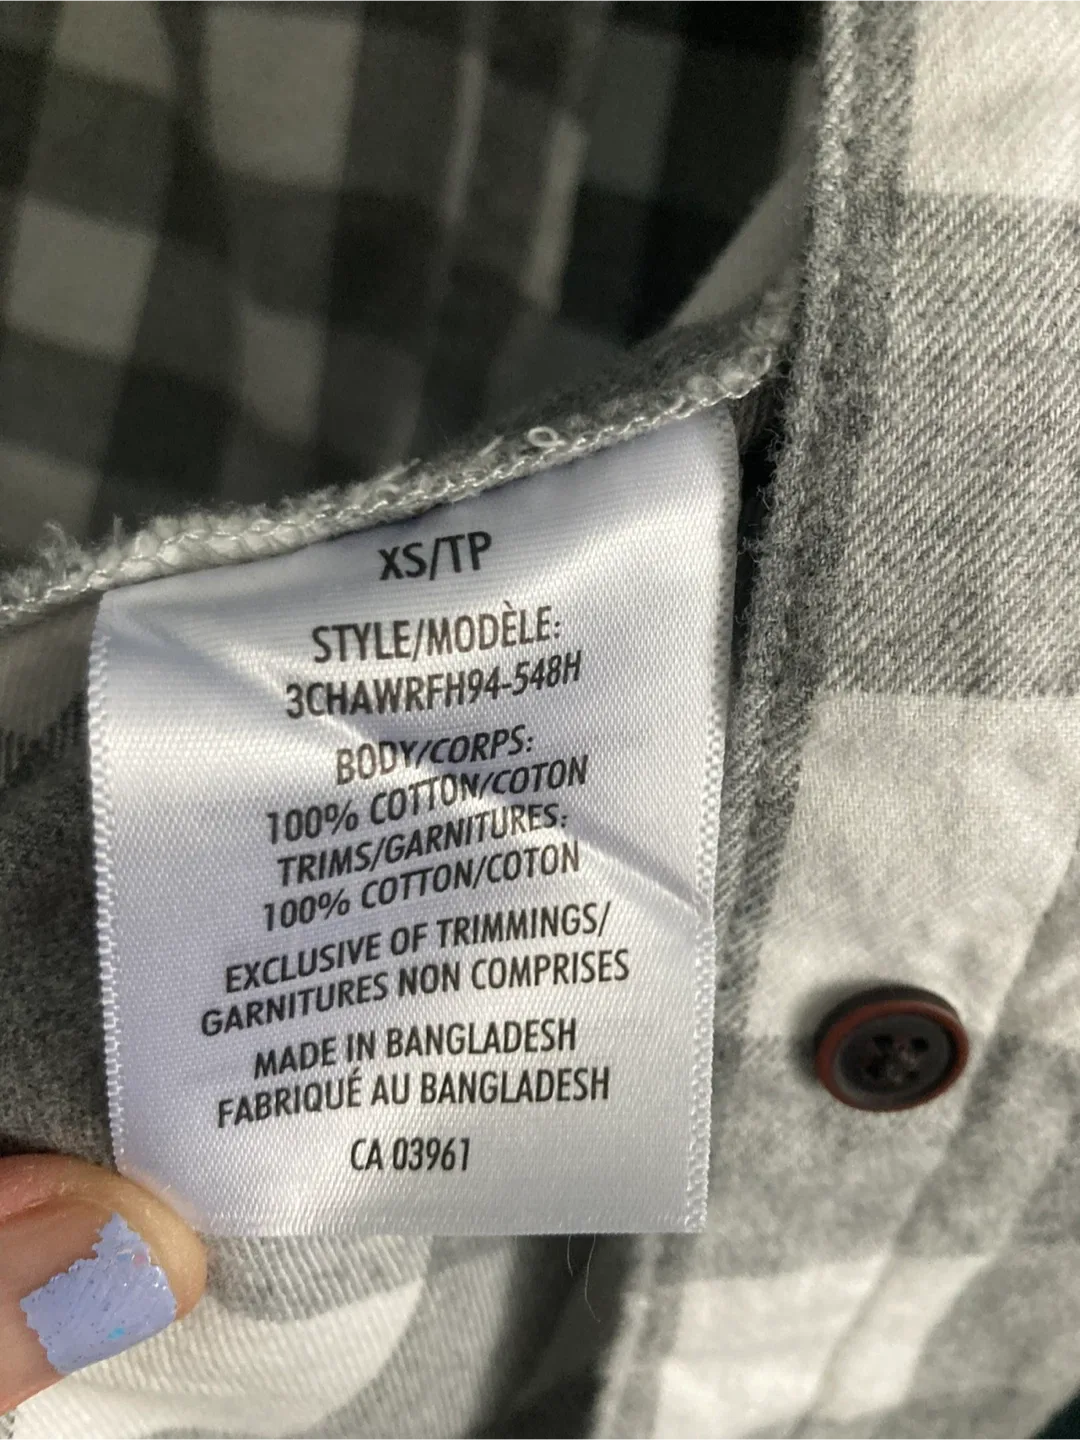 XS/TP
STYLE/MODÈLE:
3CHAWRFH94-548H
BODY/CORPS:
100% COTTON/COTON
TRIMS/GARNITURES:
100% COTTON/COTON
EXCLUSIVE OF TRIMMINGS/
GARNITURES NON COMPRISES
MADE IN BANGLADESH
FABRIQUÉ AU BANGLADESH
CA 03961